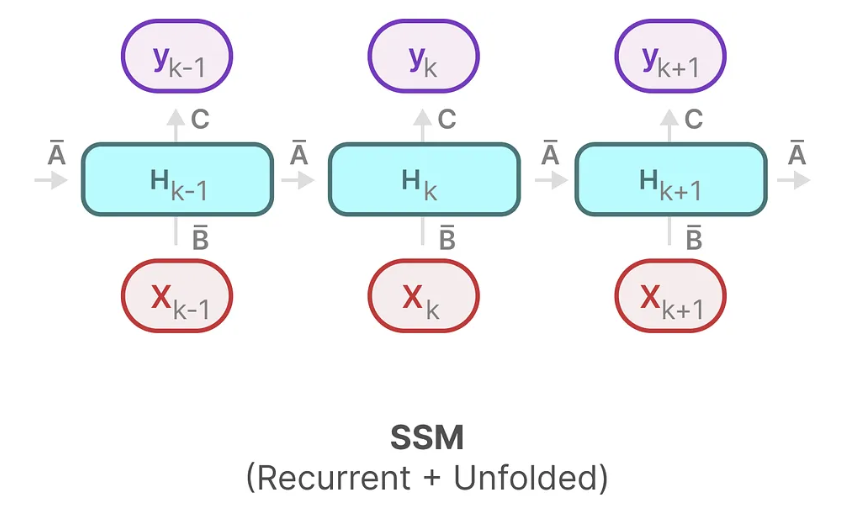 yk-1 yk yk+1
C C C
Ā Ā Ā Ā
Hk-1 Hk Hk+1
B̄ B̄ B̄
Xk-1 Xk Xk+1
SSM
(Recurrent + Unfolded)